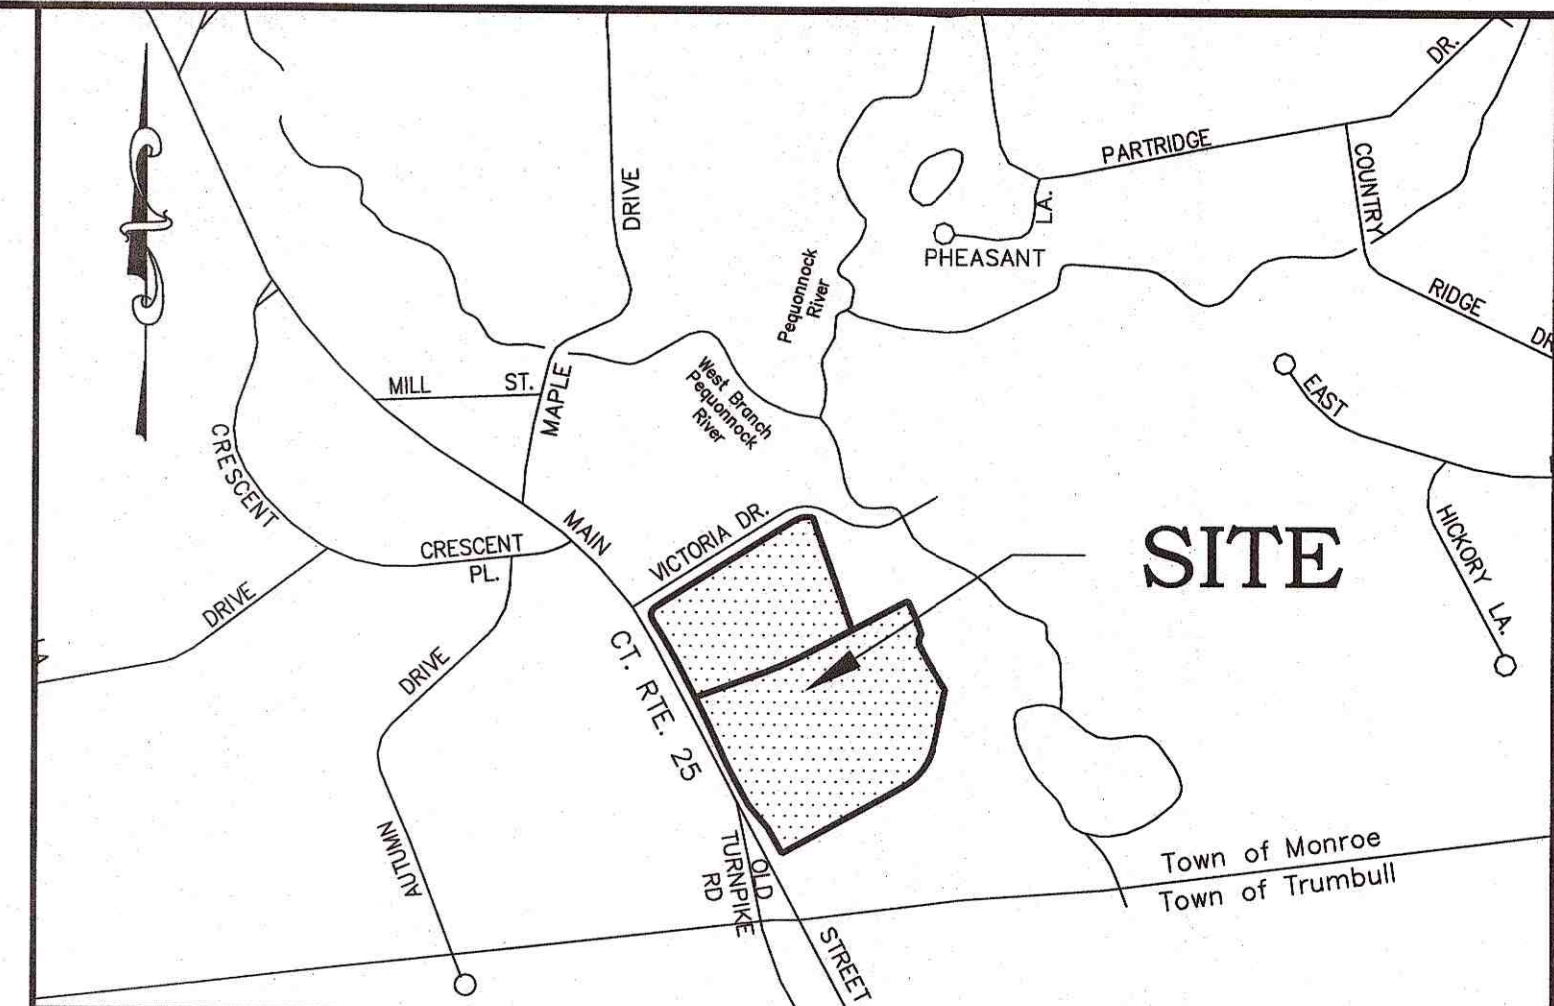 DR.
PARTRIDGE
COUNTRY
DRIVE
LA.
PHEASANT
Pequonnock
River
RIDGE
DR
MILL ST.
MAPLE
West Branch
Pequonnock
River
EAST
CRESCENT
DRIVE
CRESCENT
PL.
MAIN
VICTORIA DR.
SITE
HICKORY LA.
LA
DRIVE
CT. RTE. 25
AUTUMN
OLD
TURNPIKE
RD
STREET
Town of Monroe
Town of Trumbull